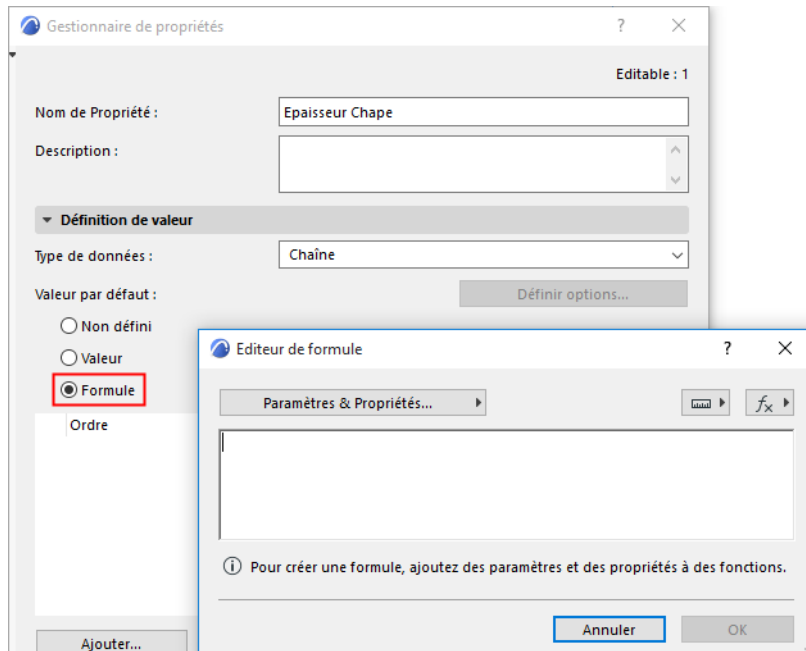 Gestionnaire de propriétés
Editable : 1
Nom de Propriété :
Epaisseur Chape
Description :
Définition de valeur
Type de données :
Chaîne
Valeur par défaut :
Définir options...
Non défini
Valeur
Formule
Ordre
Ajouter...
Editeur de formule
Paramètres & Propriétés...
Pour créer une formule, ajoutez des paramètres et des propriétés à des fonctions.
Annuler
OK